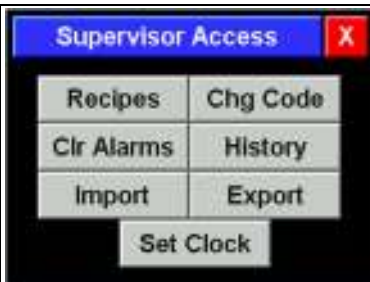 Supervisor Access X
Recipes Chg Code
Clr Alarms History
Import Export
Set Clock